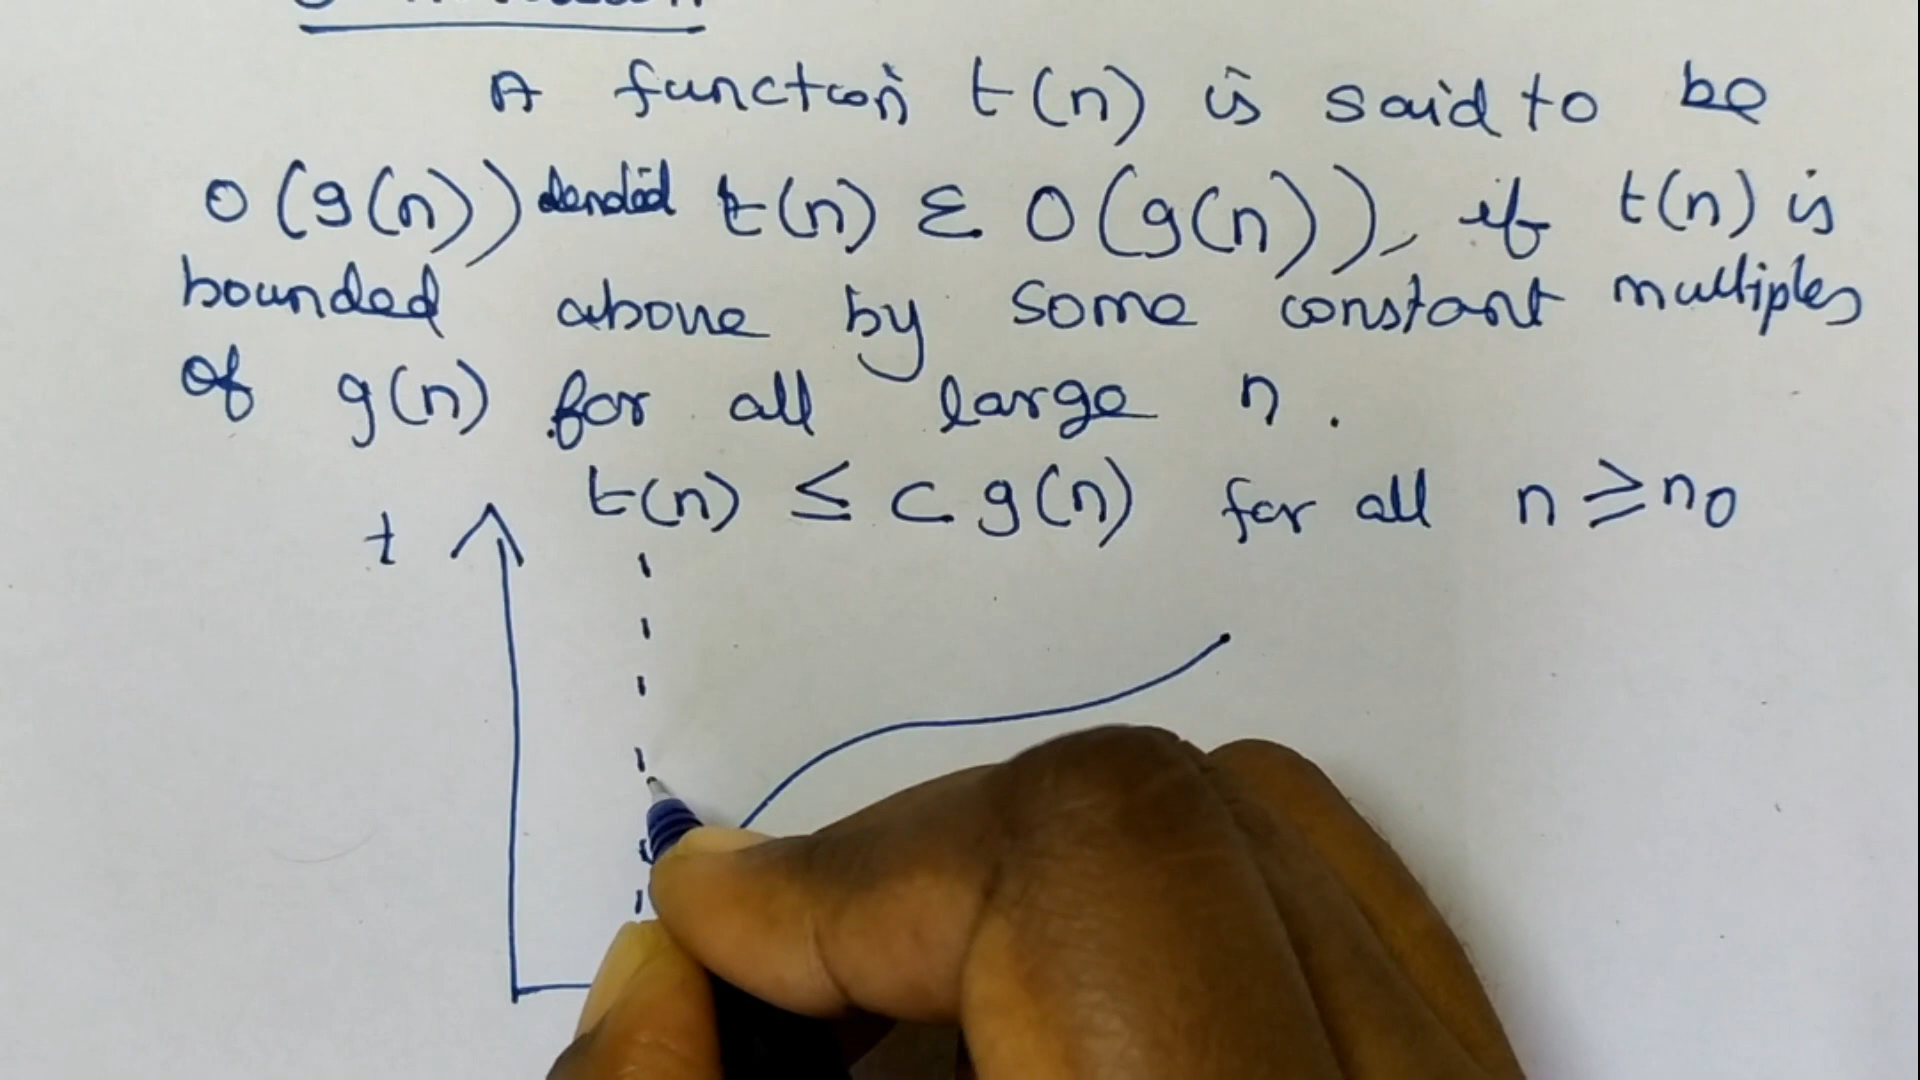 A function t(n) is said to be
O(g(n)) denoted t(n) Ɛ O(g(n)), if t(n) is
bounded above by some constant multiples
of g(n) for all large n.
t(n) ≤ c g(n) for all n ≥ n0
t